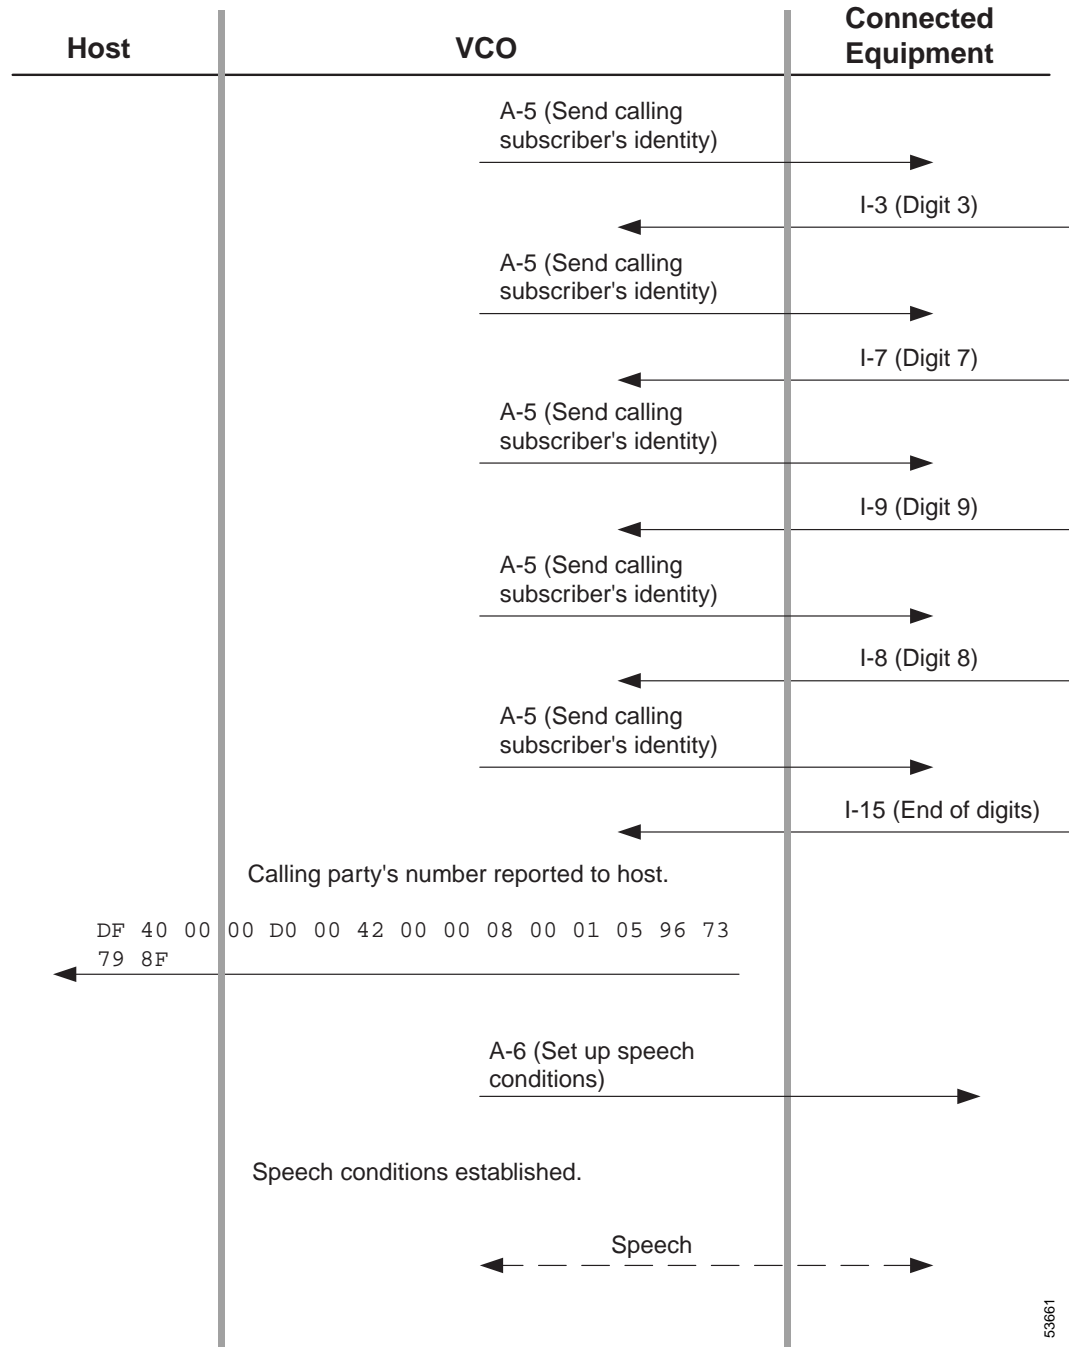 Host
VCO
Connected
Equipment
A-5 (Send calling
subscriber's identity)
I-3 (Digit 3)
A-5 (Send calling
subscriber's identity)
I-7 (Digit 7)
A-5 (Send calling
subscriber's identity)
I-9 (Digit 9)
A-5 (Send calling
subscriber's identity)
I-8 (Digit 8)
A-5 (Send calling
subscriber's identity)
I-15 (End of digits)
Calling party's number reported to host.
DF 40 00 00 D0 00 42 00 00 08 00 01 05 96 73
79 8F
A-6 (Set up speech
conditions)
Speech conditions established.
Speech
53661